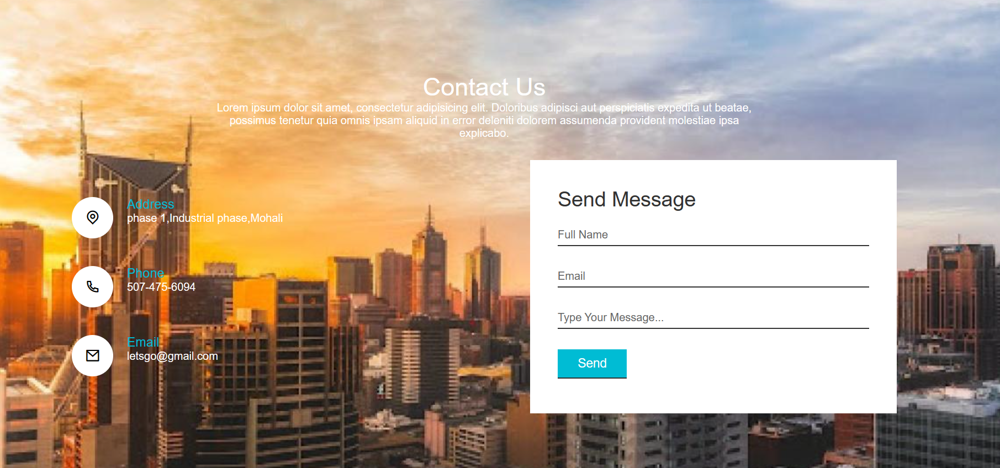 Contact Us
Lorem ipsum dolor sit amet, consectetur adipisicing elit. Doloribus adipisci aut perspiciatis expedita ut beatae,
possimus tenetur quia omnis ipsam aliquid in error deleniti dolorem assumenda provident molestiae ipsa
explicabo.
Address
phase 1,Industrial phase,Mohali
Phone
507-475-6094
Email
letsgo@gmail.com
Send Message
Full Name
Email
Type Your Message...
Send